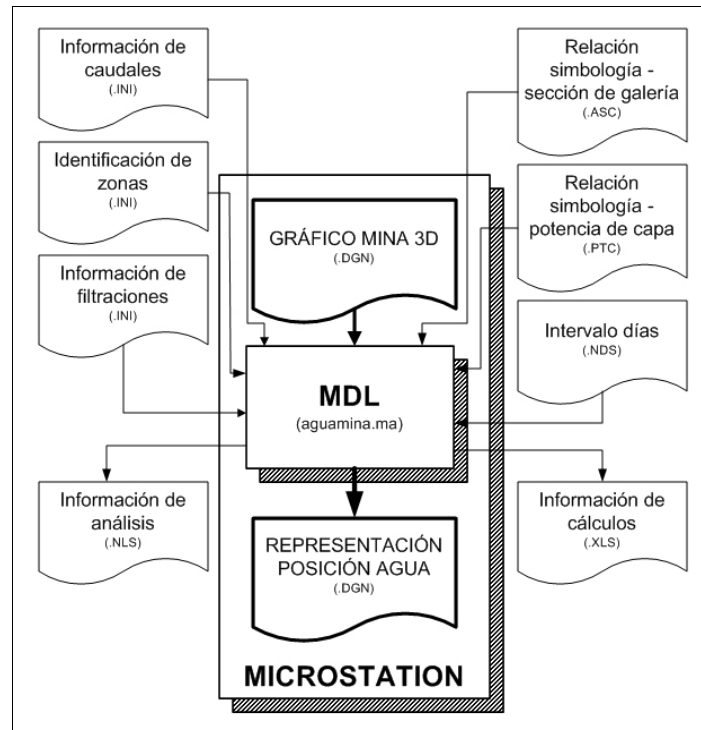 Información de
caudales
(.INI)
Identificación de
zonas
(.INI)
Información de
filtraciones
(.INI)
Información de
análisis
(.NLS)
GRÁFICO MINA 3D
(.DGN)
MDL
(aguamina.ma)
REPRESENTACIÓN
POSICIÓN AGUA
(.DGN)
MICROSTATION
Relación
simbología -
sección de galería
(.ASC)
Relación
simbología -
potencia de capa
(.PTC)
Intervalo días
(.NDS)
Información de
cálculos
(.XLS)